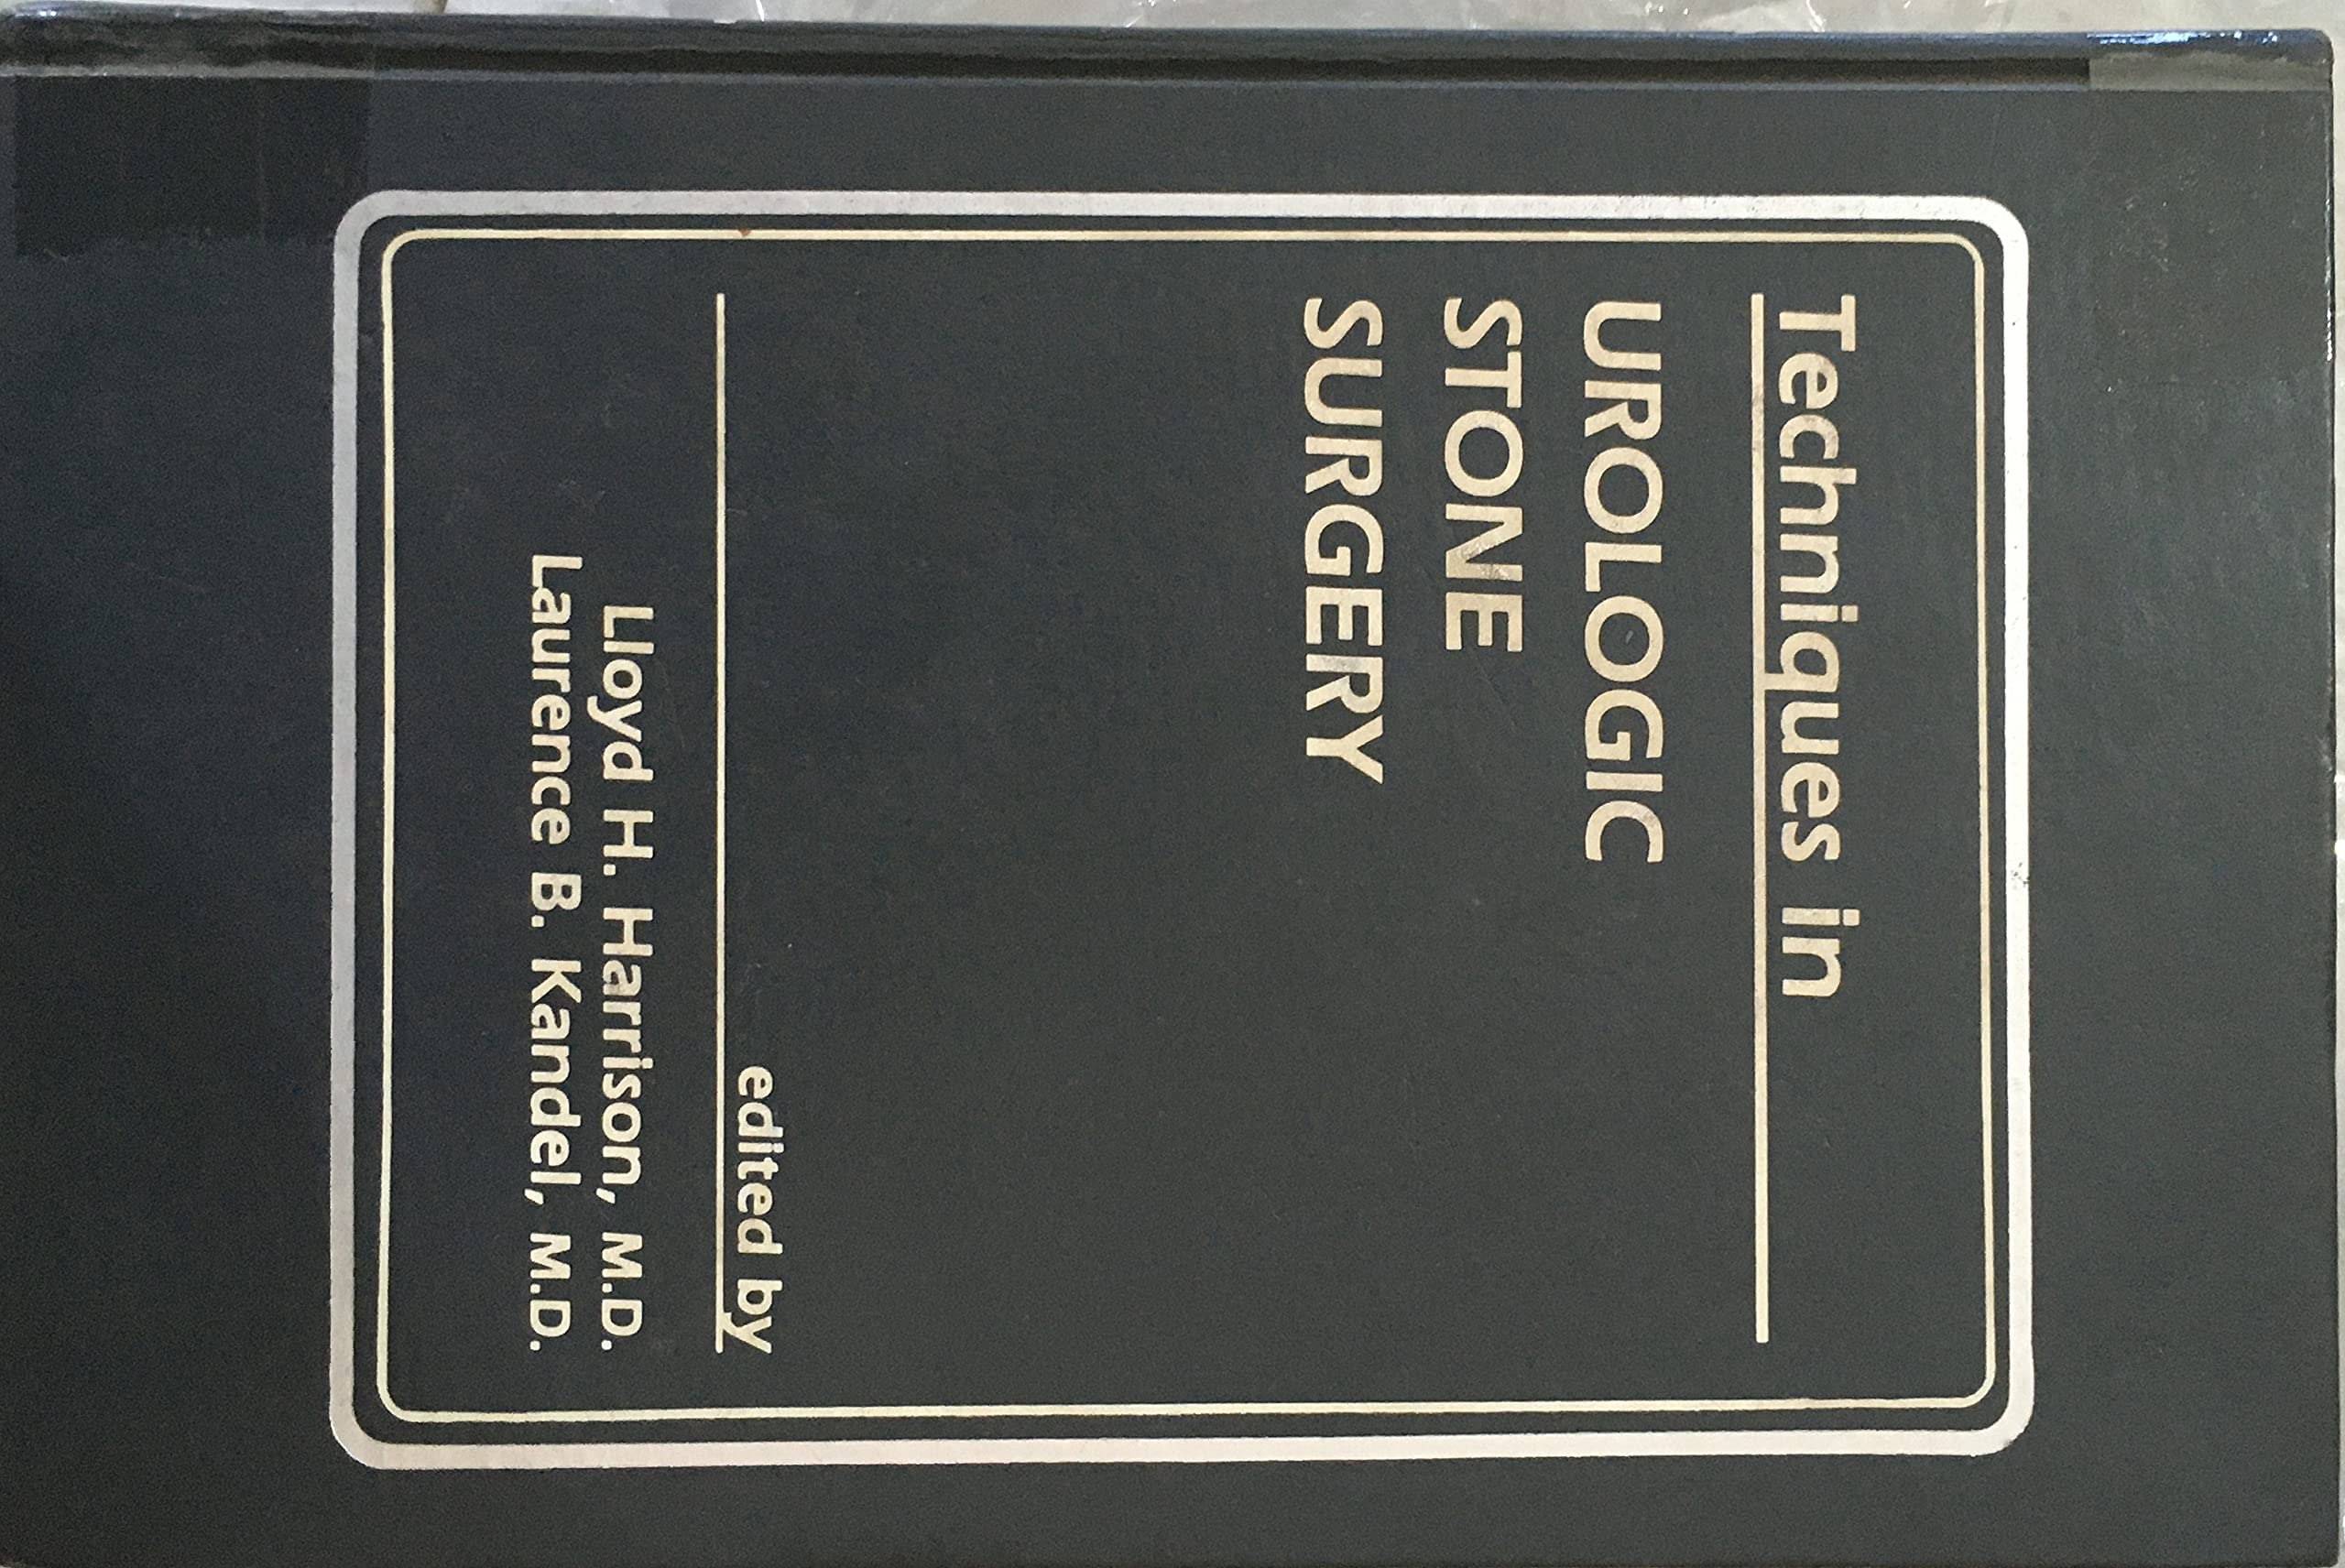 Techniques in
UROLOGIC
STONE
SURGERY
edited by
Lloyd H. Harrison, M.D.
Laurence B. Kandel, M.D.